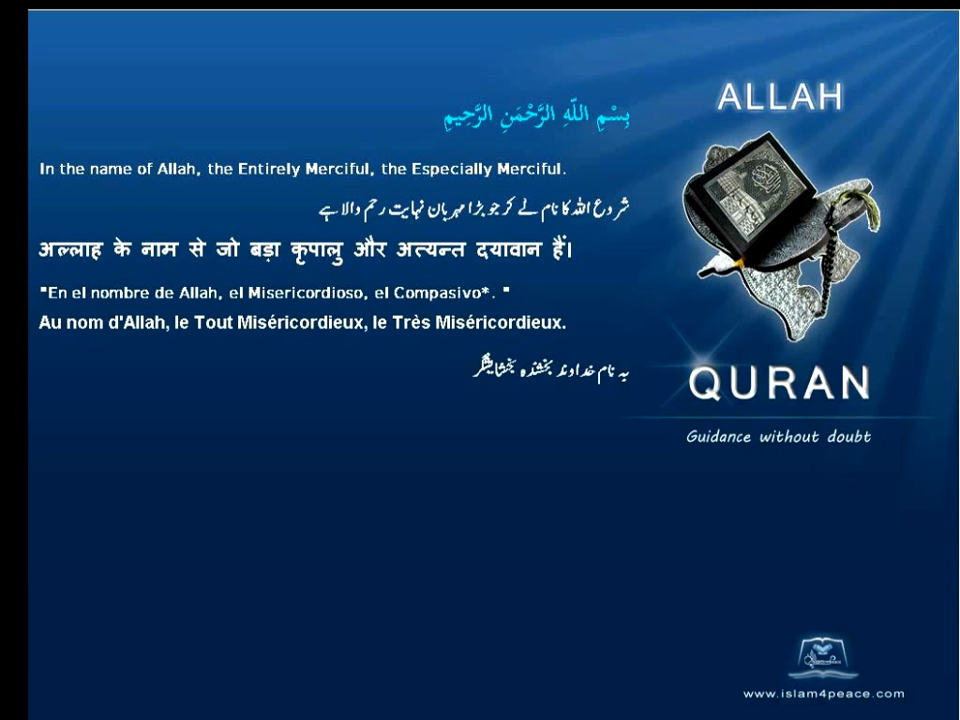 بِسْمِ اللَّهِ الرَّحْمَنِ الرَّحِيمِ
In the name of Allah, the Entirely Merciful, the Especially Merciful.
شروع اللہ کا نام لے کر جو بڑا مہربان نہایت رحم والا ہے
अल्लाह के नाम से जो बड़ा कृपालु और अत्यन्त दयावान हैं।
"En el nombre de Allah, el Misericordioso, el Compasivo*. "
Au nom d'Allah, le Tout Miséricordieux, le Très Miséricordieux.
به نام خداوند بخشنده بخشایشگر
ALLAH
QURAN
Guidance without doubt
www.islam4peace.com